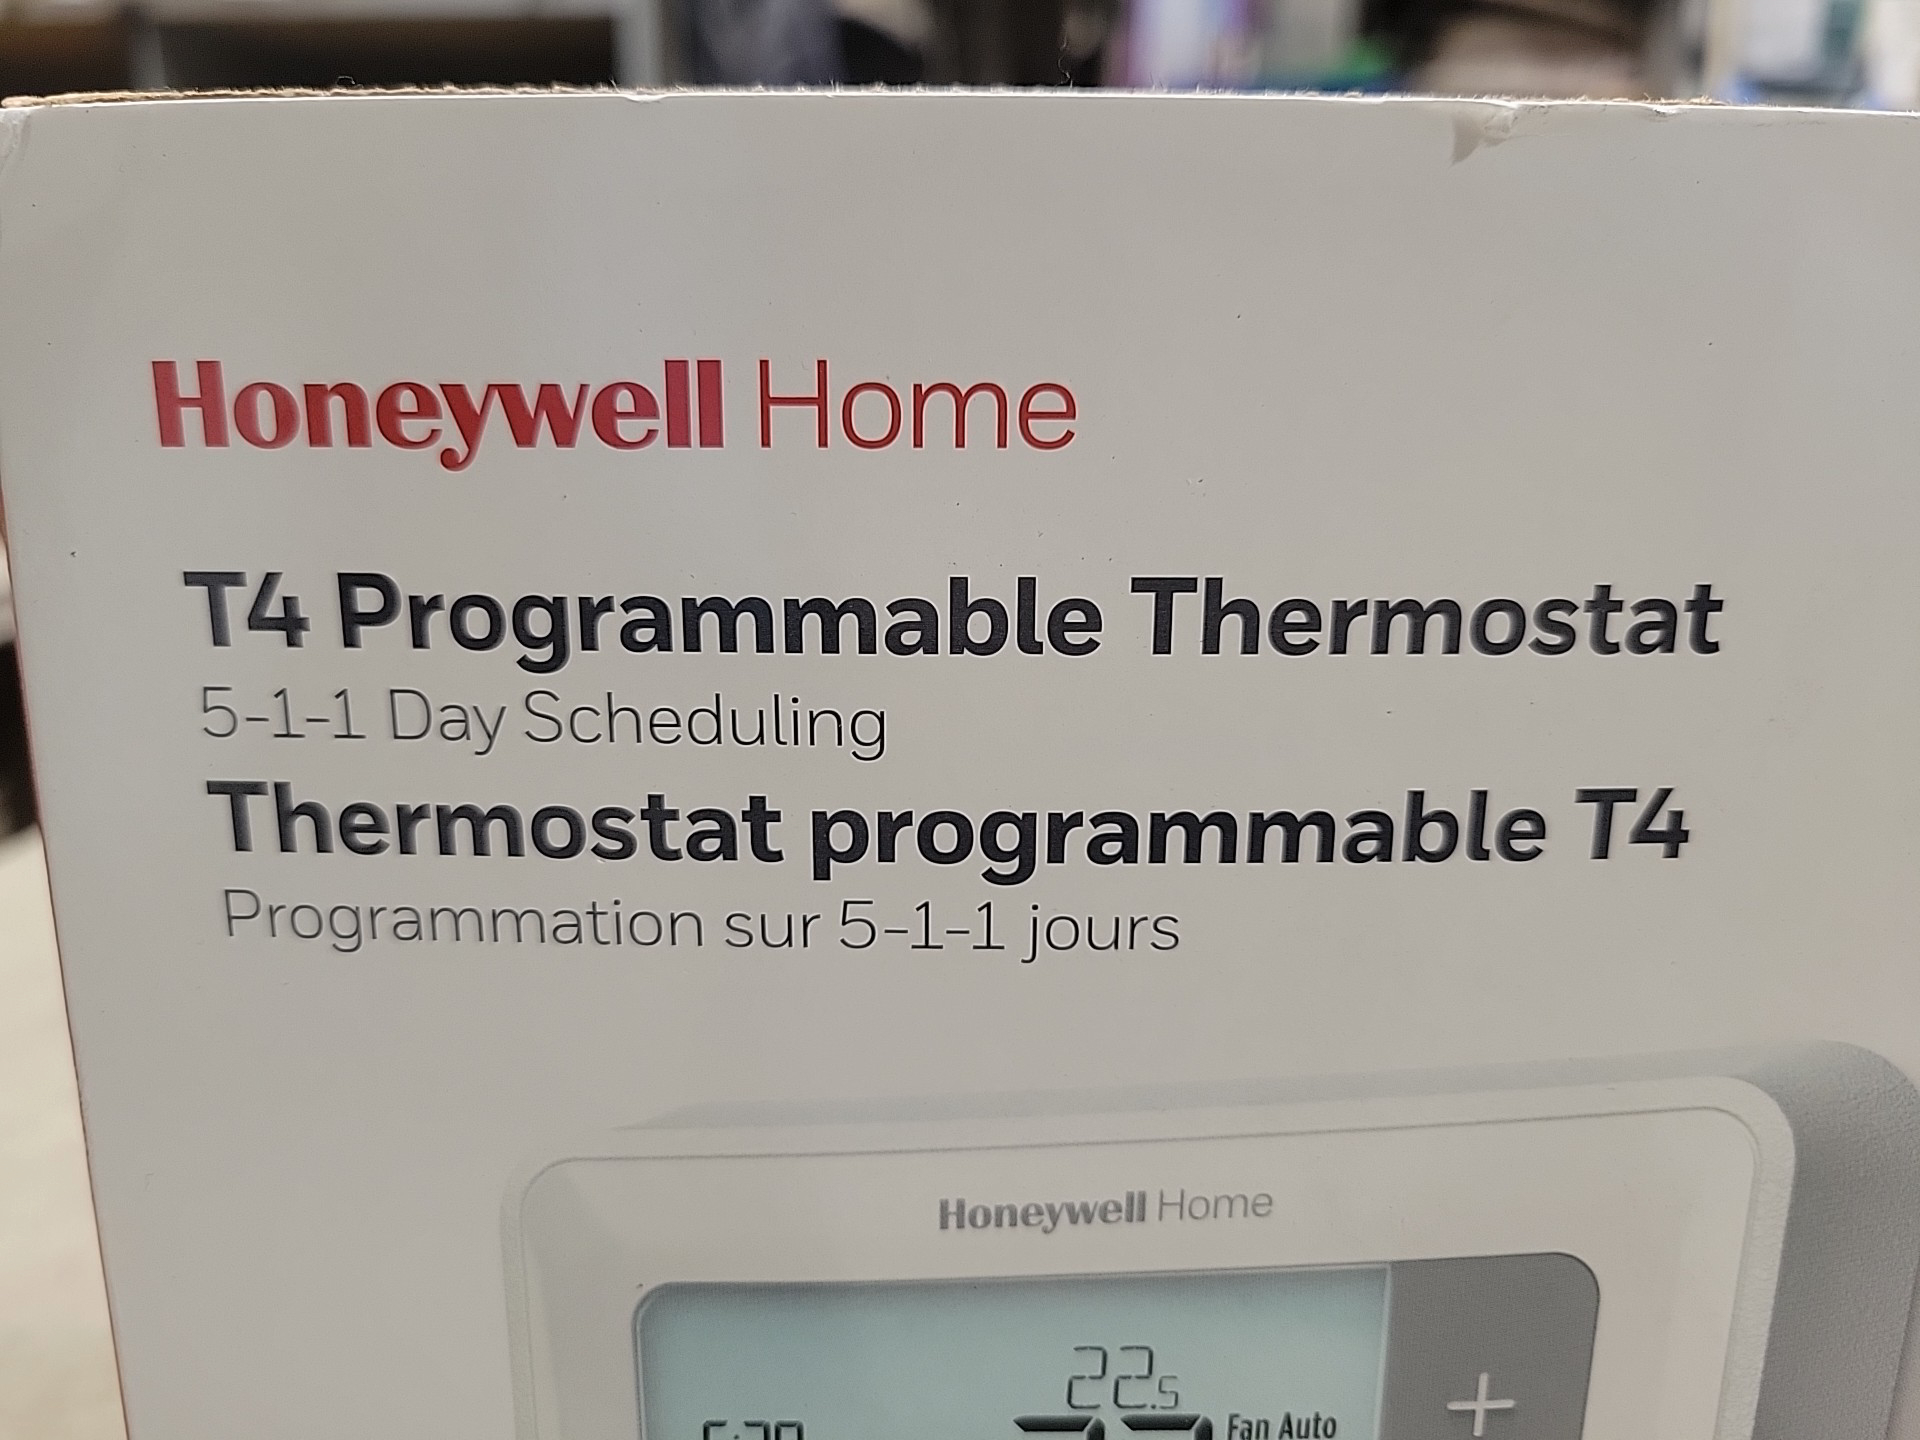 Honeywell Home
T4 Programmable Thermostat
5-1-1 Day Scheduling
Thermostat programmable T4
Programmation sur 5-1-1 jours
Honeywell Home
22.5
+
Fan Auto